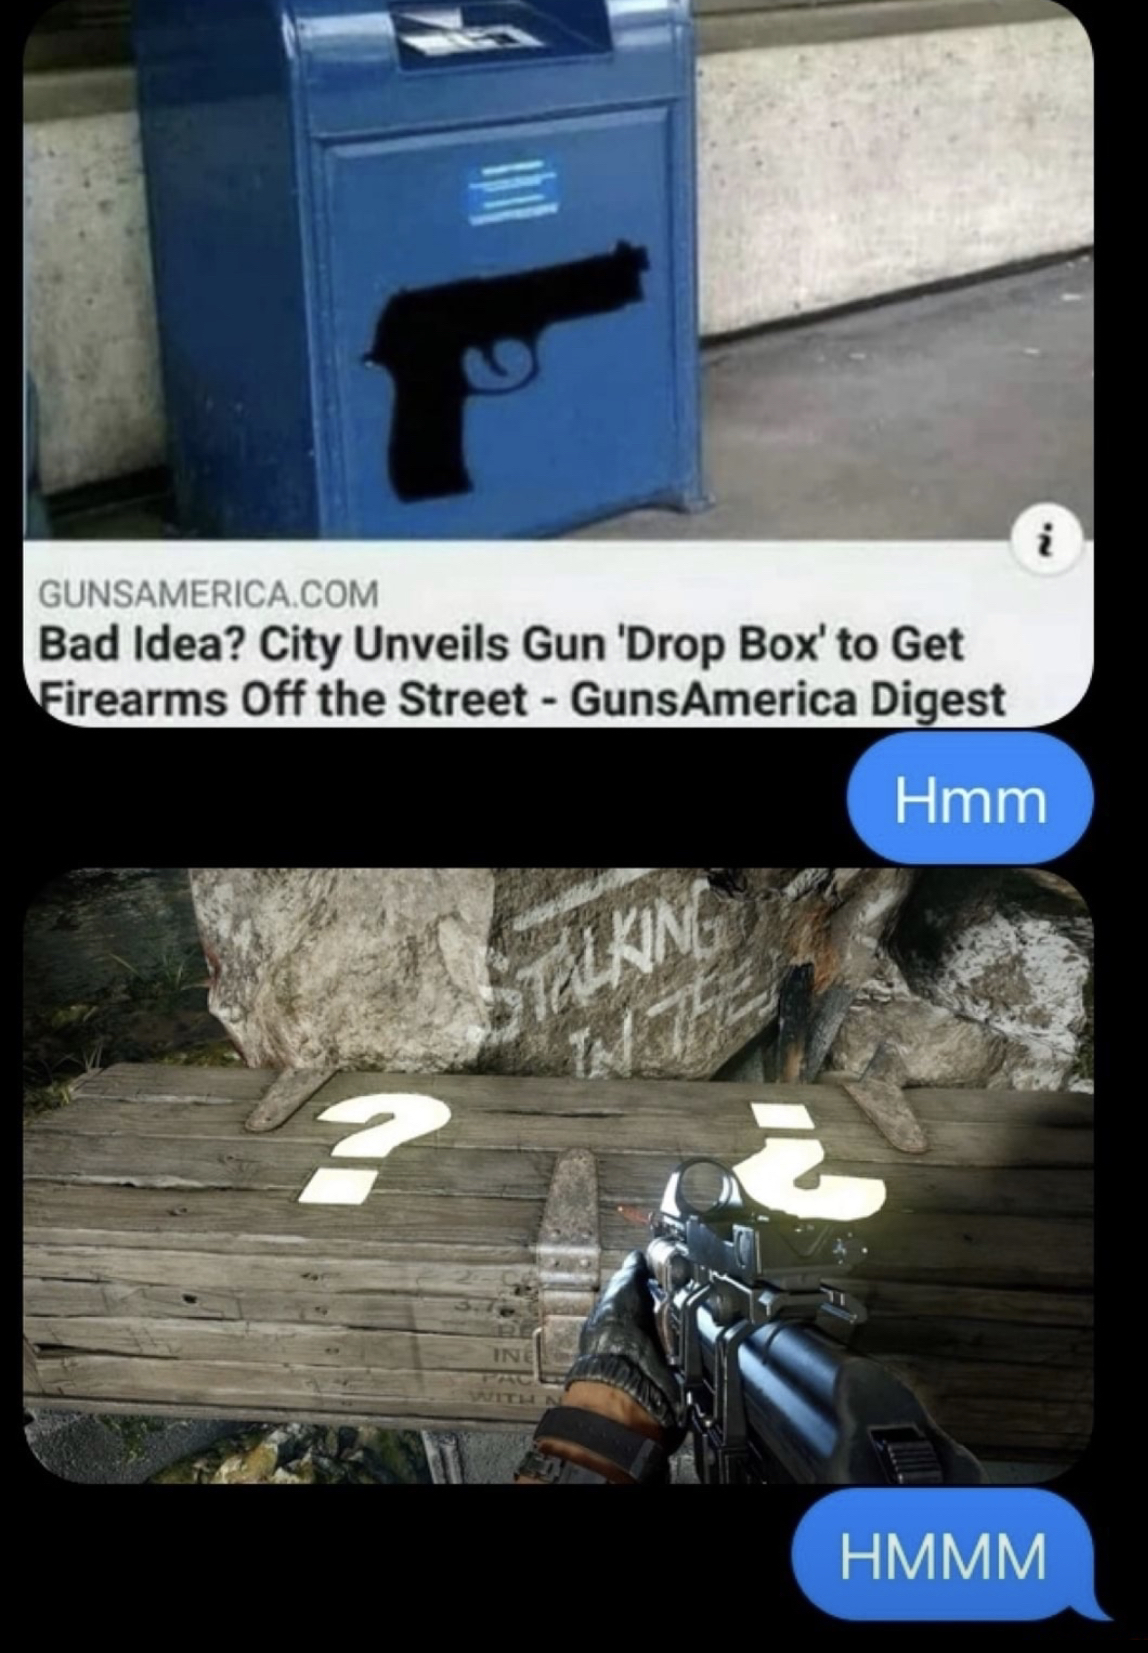 i
GUNSAMERICA.COM
Bad Idea? City Unveils Gun 'Drop Box' to Get
Firearms Off the Street - GunsAmerica Digest
Hmm
STALKING
IN THE
? ¿
WITH
HMMM